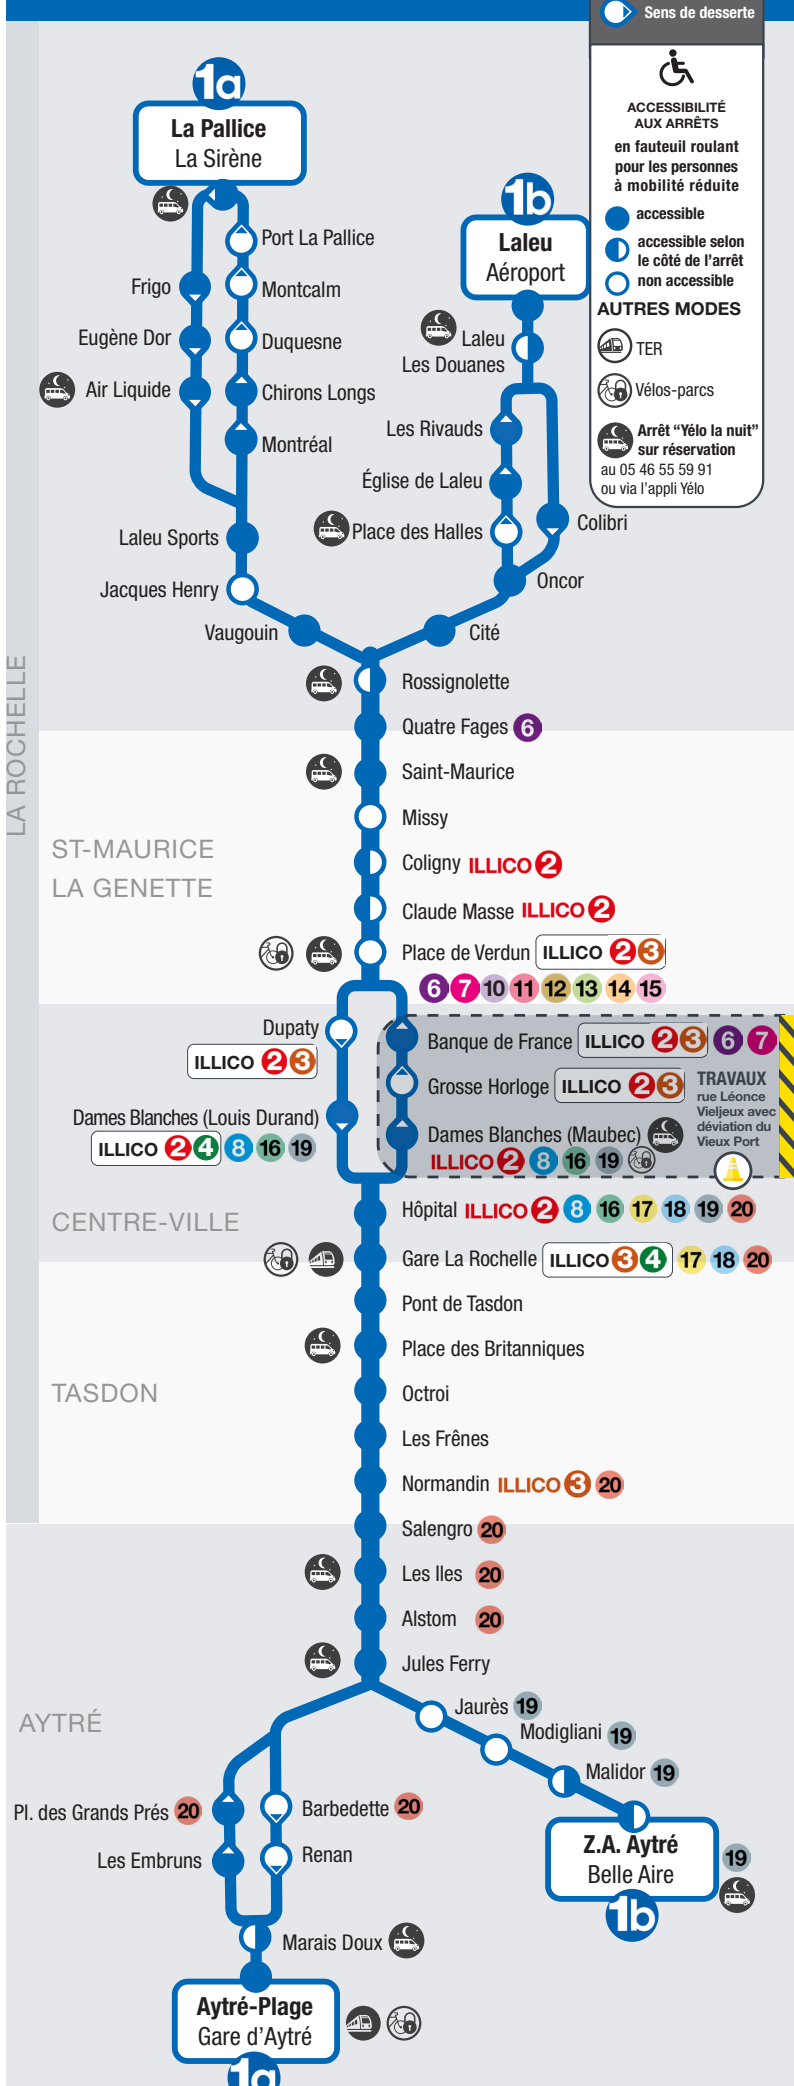 Sens de desserte
ACCESSIBILITÉ
AUX ARRÊTS
en fauteuil roulant
pour les personnes
à mobilité réduite
accessible
accessible selon
le côté de l'arrêt
non accessible
AUTRES MODES
TER
Vélos-parcs
Arrêt “Yélo la nuit”
sur réservation
au 05 46 55 59 91
ou via l'appli Yélo
1a
La Pallice
La Sirène
Port La Pallice
Frigo
Montcalm
Eugène Dor
Duquesne
Air Liquide
Chirons Longs
Montréal
Laleu Sports
Jacques Henry
Vaugouin
1b
Laleu
Aéroport
Laleu
Les Douanes
Les Rivauds
Église de Laleu
Place des Halles
Colibri
Oncor
Cité
LA ROCHELLE
Rossignolette
Quatre Fages 6
Saint-Maurice
Missy
ST-MAURICE
LA GENETTE
Coligny ILLICO 2
Claude Masse ILLICO 2
Place de Verdun ILLICO 2 3
6 7 10 11 12 13 14 15
Dupaty
ILLICO 2 3
Dames Blanches (Louis Durand)
ILLICO 2 4 8 16 19
Banque de France ILLICO 2 3 6 7
Grosse Horloge ILLICO 2 3
Dames Blanches (Maubec)
ILLICO 2 8 16 19
TRAVAUX
rue Léonce
Vieljeux avec
déviation du
Vieux Port
CENTRE-VILLE
Hôpital ILLICO 2 8 16 17 18 19 20
Gare La Rochelle ILLICO 3 4 17 18 20
Pont de Tasdon
Place des Britanniques
TASDON
Octroi
Les Frênes
Normandin ILLICO 3 20
Salengro 20
Les Iles 20
Alstom 20
Jules Ferry
AYTRÉ
Jaurès 19
Modigliani 19
Malidor 19
Z.A. Aytré
Belle Aire
19
1b
Pl. des Grands Prés 20
Barbedette 20
Les Embruns
Renan
Marais Doux
Aytré-Plage
Gare d'Aytré
1a